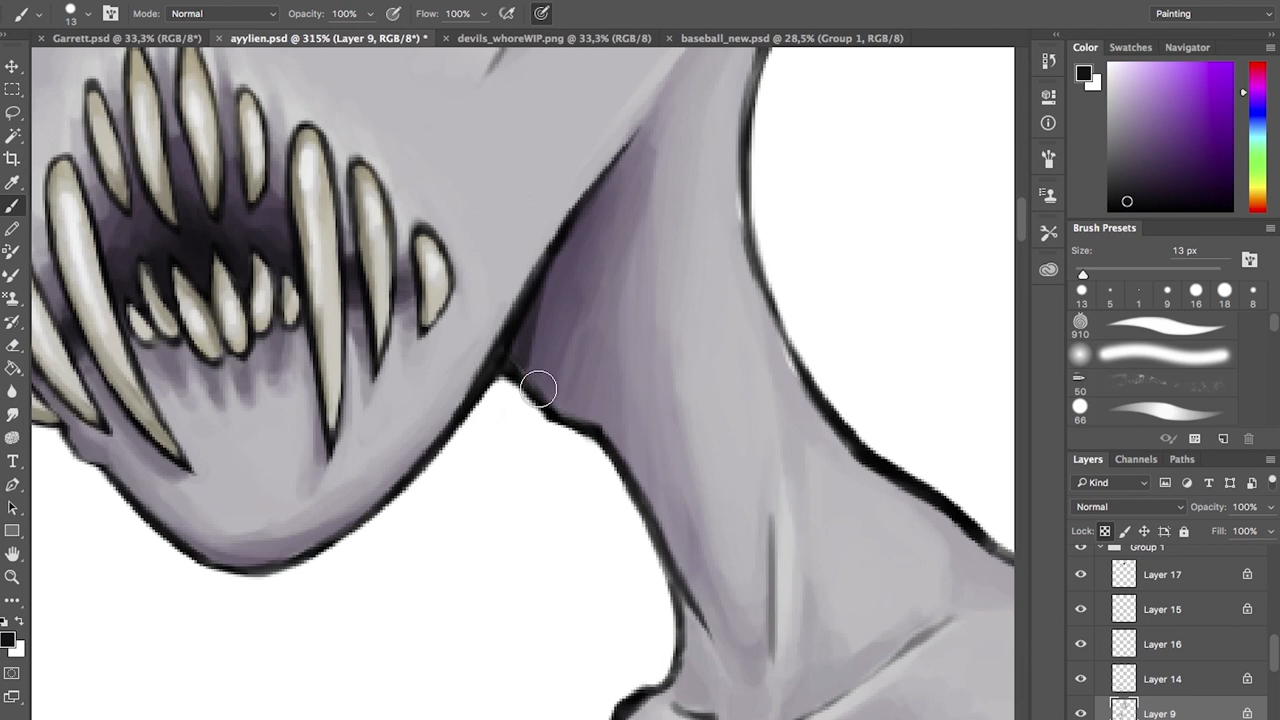 13 Mode: Normal Opacity: 100% Flow: 100% Painting
Garrett.psd @ 33,3% (RGB/8*) ayylien.psd @ 315% (Layer 9, RGB/8*) * devils_whoreWIP.png @ 33,3% (RGB/8) baseball_new.psd @ 28,5% (Group 1, RGB/8)
Color Swatches Navigator
Brush Presets
Size: 13 px
13 5 1 9 16 18 8
910
50
66
Layers Channels Paths
Kind
Normal Opacity: 100%
Lock: Fill: 100%
Group 1
Layer 17
Layer 15
Layer 16
Layer 14
Layer 9